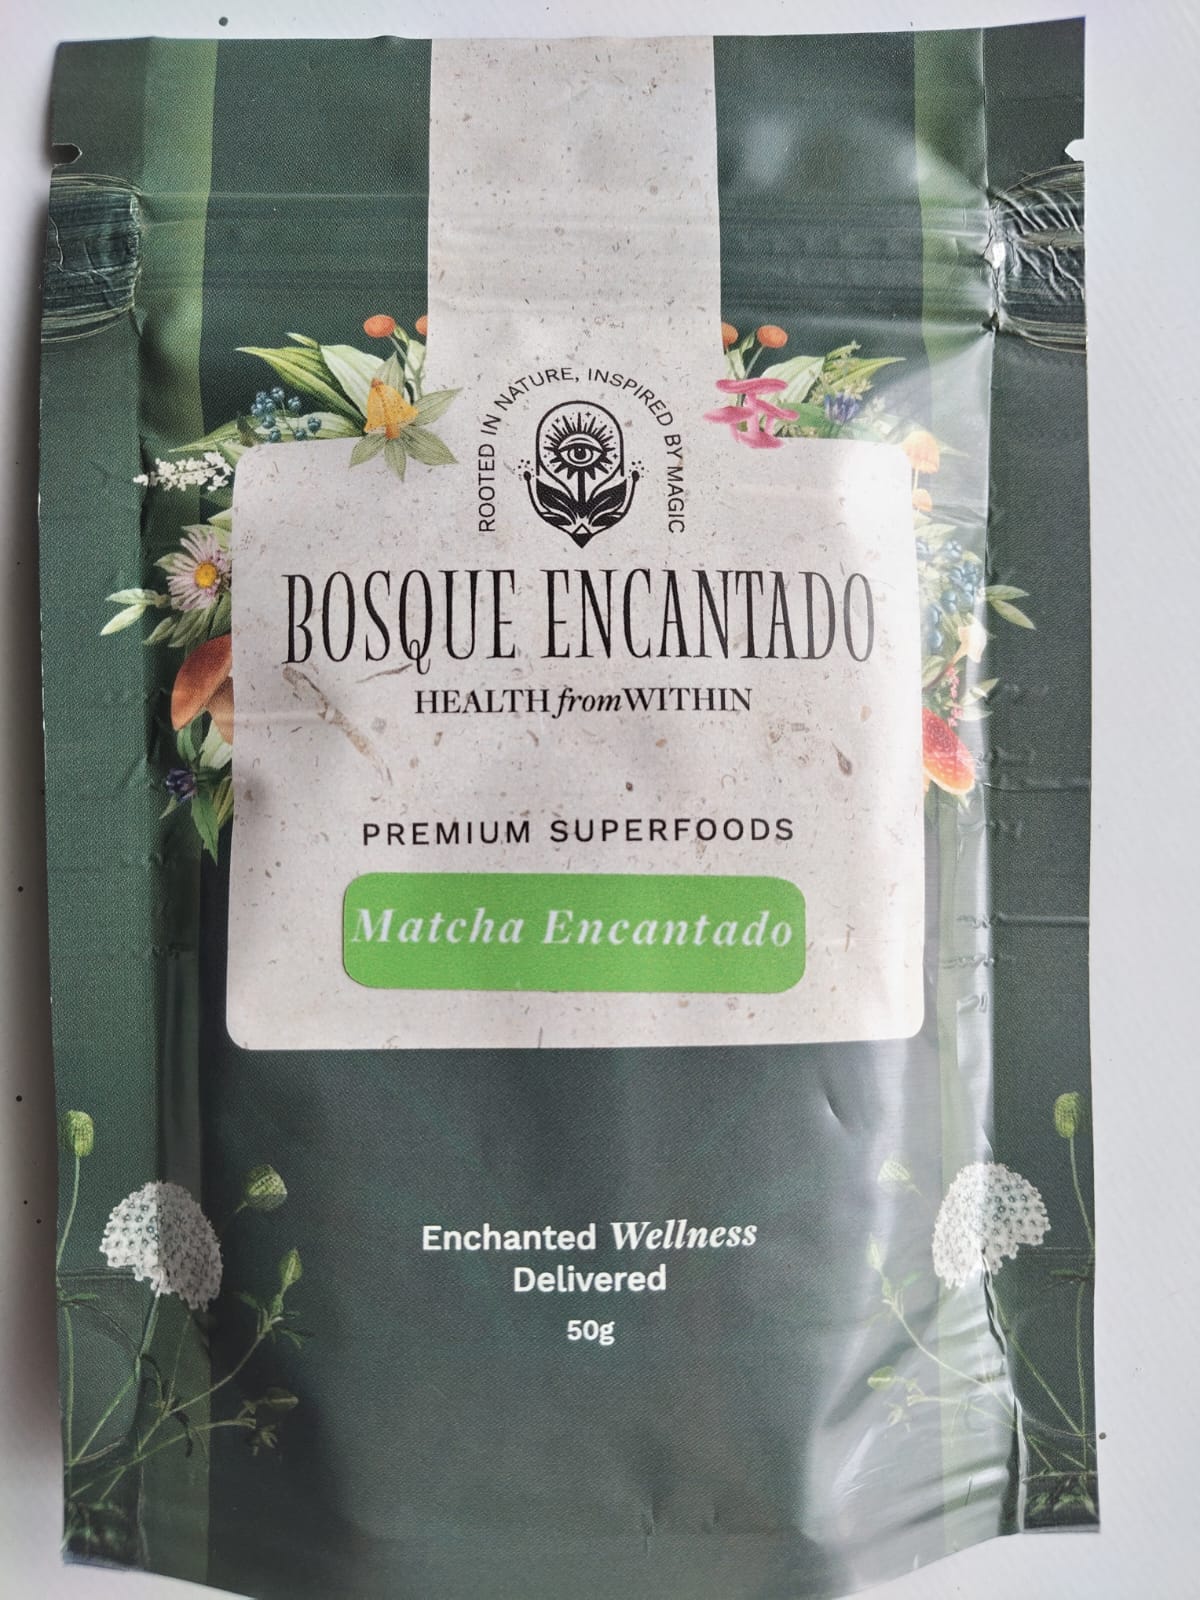 ROOTED IN NATURE, INSPIRED BY MAGIC
BOSQUE ENCANTADO
HEALTH from WITHIN
PREMIUM SUPERFOODS
Matcha Encantado
Enchanted Wellness
Delivered
50g